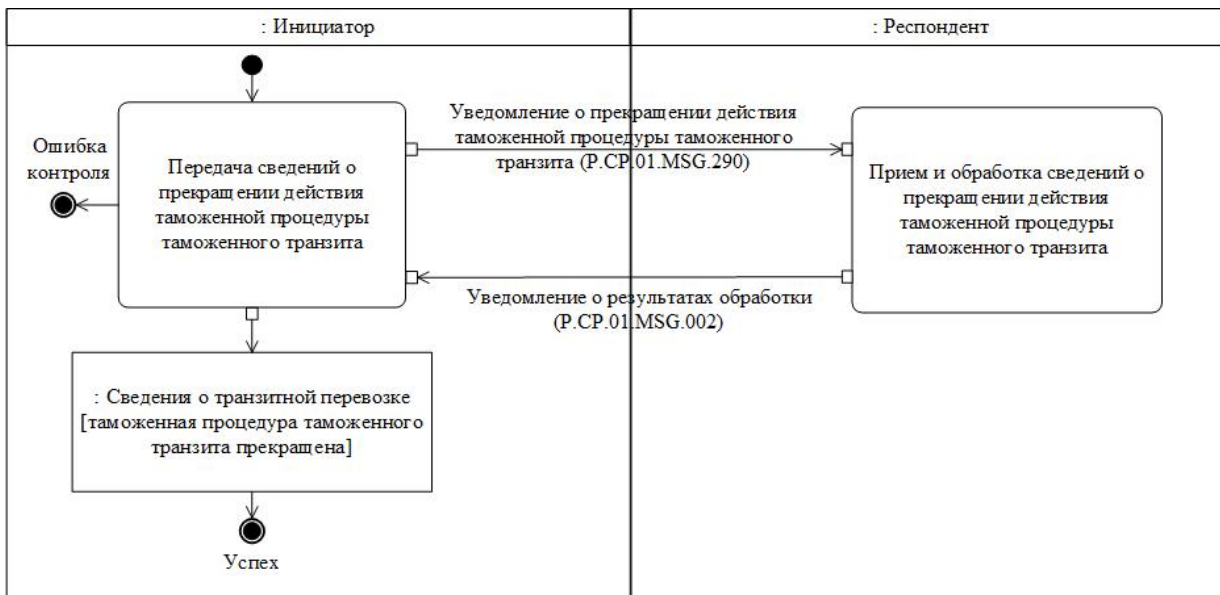 : Инициатор
: Респондент
Ошибка
контроля
Передача сведений о
прекращении действия
таможенной процедуры
таможенного транзита
Уведомление о прекращении действия
таможенной процедуры таможенного
транзита (P.CP.01.MSG.290)
Прием и обработка сведений о
прекращении действия
таможенной процедуры
таможенного транзита
Уведомление о результатах обработки
(P.CP.01.MSG.002)
: Сведения о транзитной перевозке
[таможенная процедура таможенного
транзита прекращена]
Успех